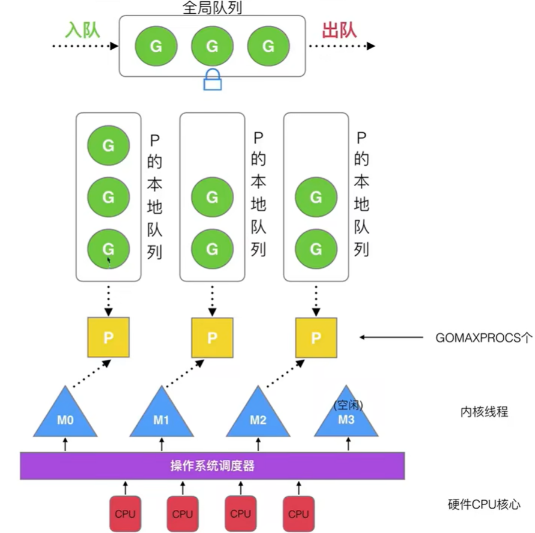 全局队列
入队
G
G
G
出队
G
G
G
P的本地队列
G
G
P的本地队列
G
G
P的本地队列
P
P
P
GOMAXPROCS个
M0
M1
M2
(空闲)
M3
内核线程
操作系统调度器
CPU
CPU
CPU
CPU
硬件CPU核心